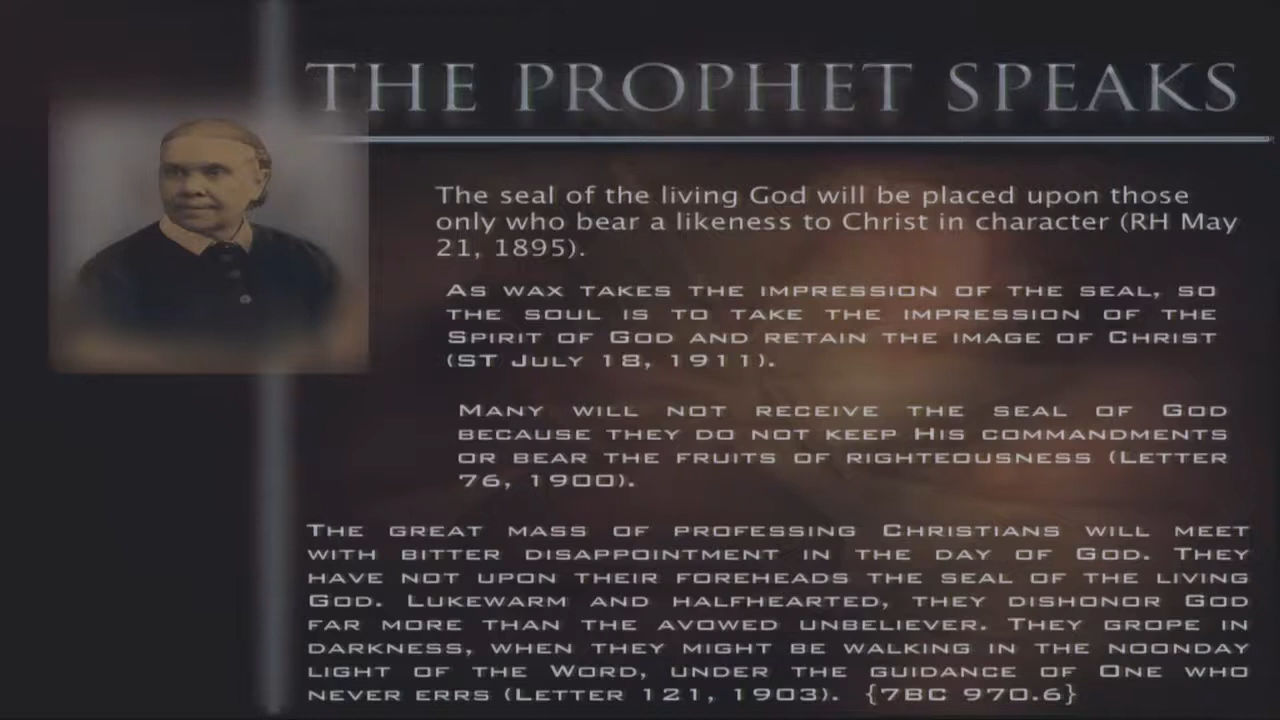 THE PROPHET SPEAKS
The seal of the living God will be placed upon those
only who bear a likeness to Christ in character (RH May
21, 1895).
As wax takes the impression of the seal, so
the soul is to take the impression of the
Spirit of God and retain the image of Christ
(ST July 18, 1911).
Many will not receive the seal of God
because they do not keep His commandments
or bear the fruits of righteousness (Letter
76, 1900).
The great mass of professing Christians will meet
with bitter disappointment in the day of God. They
have not upon their foreheads the seal of the living
God. Lukewarm and halfhearted, they dishonor God
far more than the avowed unbeliever. They grope in
darkness, when they might be walking in the noonday
light of the Word, under the guidance of One who
never errs (Letter 121, 1903). {7BC 970.6}